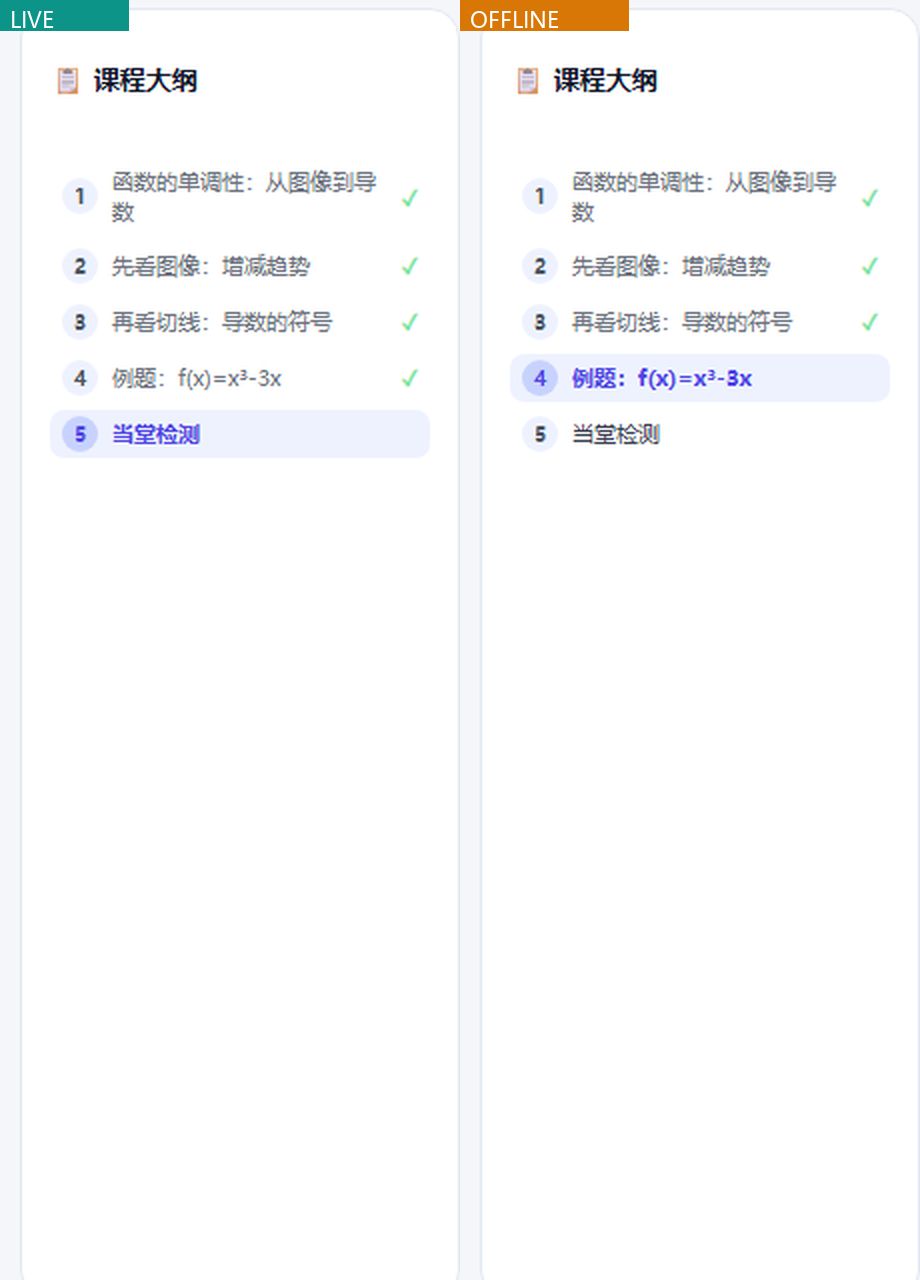 LIVE
📋 课程大纲
1 函数的单调性：从图像到导
数 ✓
2 先看图像：增减趋势 ✓
3 再看切线：导数的符号 ✓
4 例题：f(x)=x³-3x ✓
5 当堂检测
OFFLINE
📋 课程大纲
1 函数的单调性：从图像到导
数 ✓
2 先看图像：增减趋势 ✓
3 再看切线：导数的符号 ✓
4 例题：f(x)=x³-3x
5 当堂检测